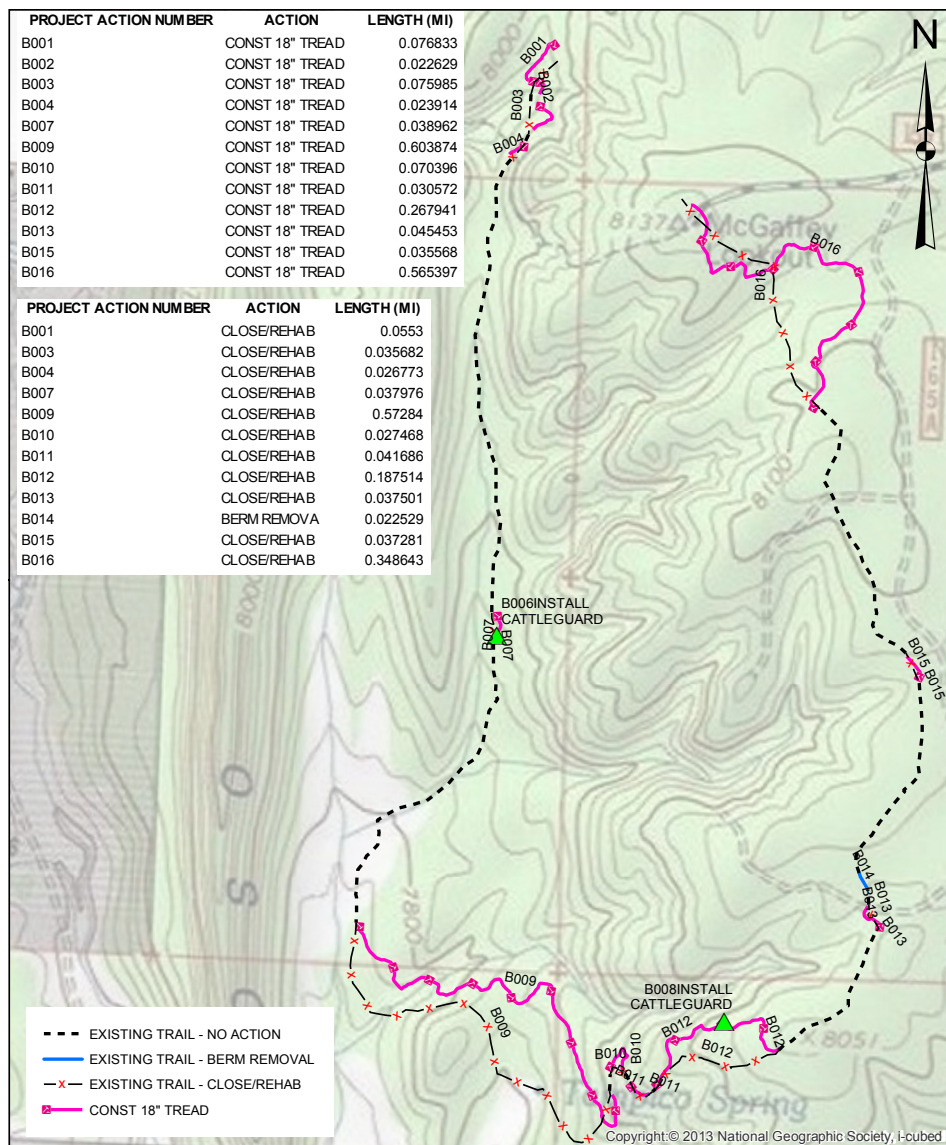 PROJECT ACTION NUMBER ACTION LENGTH (MI)
B001 CONST 18" TREAD 0.076833
B002 CONST 18" TREAD 0.022629
B003 CONST 18" TREAD 0.075985
B004 CONST 18" TREAD 0.023914
B007 CONST 18" TREAD 0.038962
B009 CONST 18" TREAD 0.603874
B010 CONST 18" TREAD 0.070396
B011 CONST 18" TREAD 0.030572
B012 CONST 18" TREAD 0.267941
B013 CONST 18" TREAD 0.045453
B015 CONST 18" TREAD 0.035568
B016 CONST 18" TREAD 0.565397
PROJECT ACTION NUMBER ACTION LENGTH (MI)
B001 CLOSE/REHAB 0.0553
B003 CLOSE/REHAB 0.035682
B004 CLOSE/REHAB 0.026773
B007 CLOSE/REHAB 0.037976
B009 CLOSE/REHAB 0.57284
B010 CLOSE/REHAB 0.027468
B011 CLOSE/REHAB 0.041686
B012 CLOSE/REHAB 0.187514
B013 CLOSE/REHAB 0.037501
B014 BERM REMOVA 0.022529
B015 CLOSE/REHAB 0.037281
B016 CLOSE/REHAB 0.348643
N
8000
B001
B002
B003
B004
8137
McGaffey
B016
B016
8100
8000
B006INSTALL
CATTLEGUARD
B007
B007
B015
B015
B014
B013
B013
B013
7800
B009
B009
B008INSTALL
CATTLEGUARD
B012
B012
B012
8051
B010
B010
B011
B011
Spring
EXISTING TRAIL - NO ACTION
EXISTING TRAIL - BERM REMOVAL
EXISTING TRAIL - CLOSE/REHAB
CONST 18" TREAD
Copyright:© 2013 National Geographic Society, i-cubed